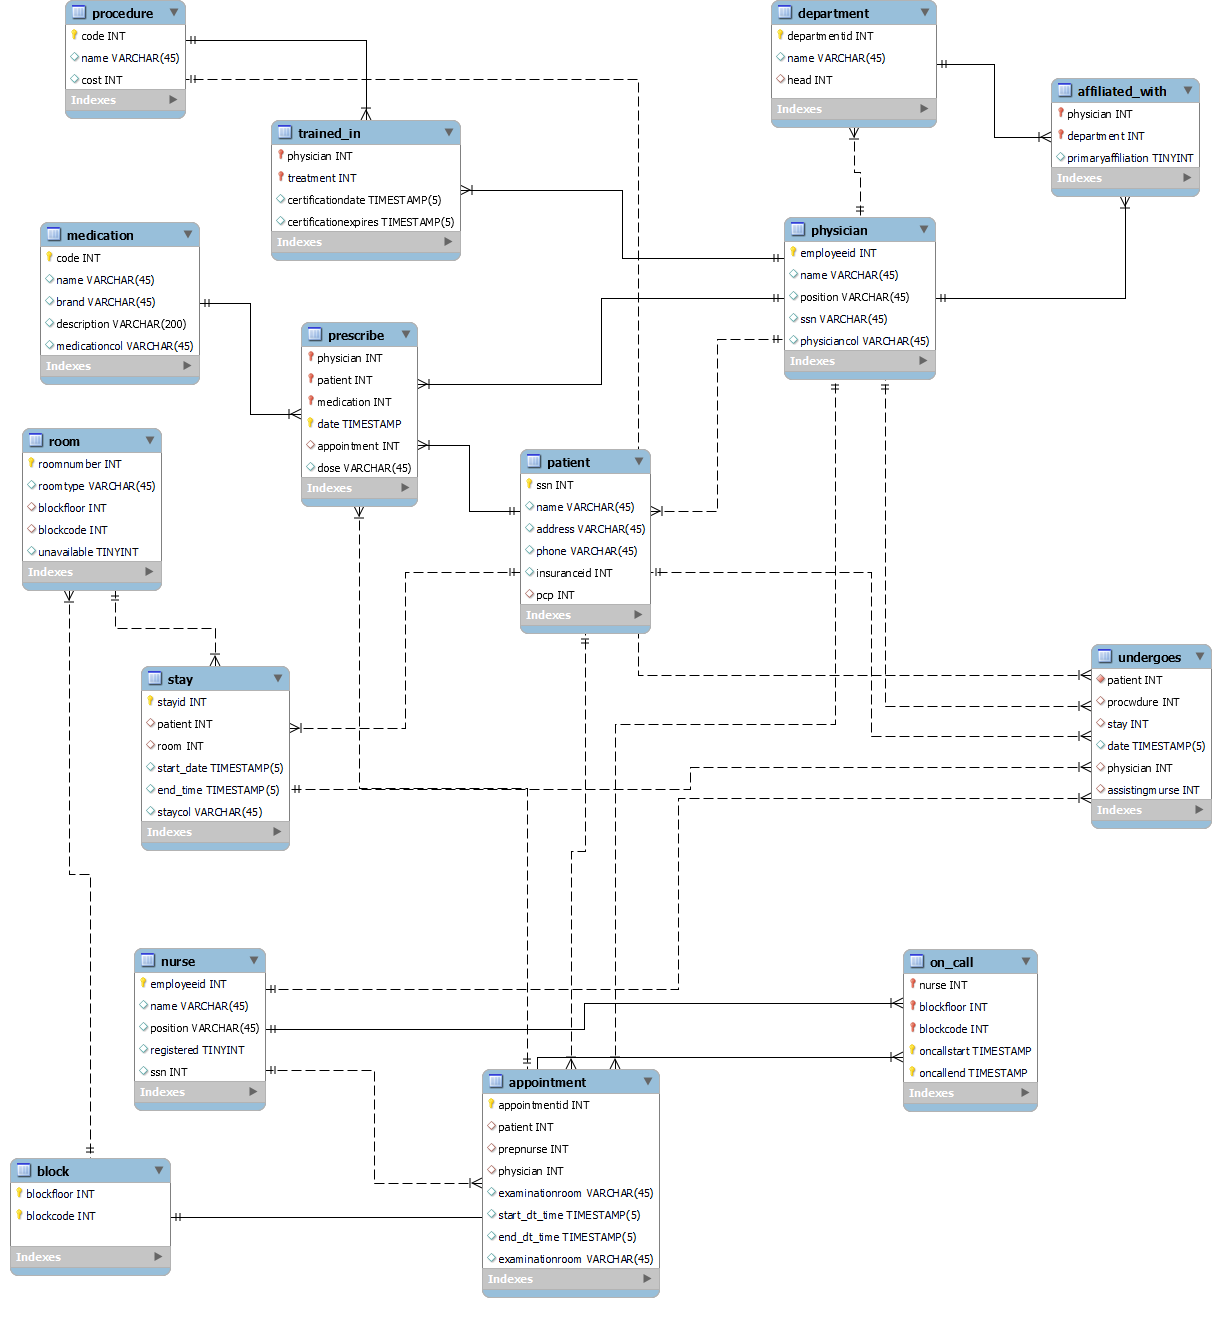 procedure
code INT
name VARCHAR(45)
cost INT
Indexes
department
departmentid INT
name VARCHAR(45)
head INT
Indexes
affiliated_with
physician INT
department INT
primaryaffiliation TINYINT
Indexes
trained_in
physician INT
treatment INT
certificationdate TIMESTAMP(5)
certificationexpires TIMESTAMP(5)
Indexes
medication
code INT
name VARCHAR(45)
brand VARCHAR(45)
description VARCHAR(200)
medicationcol VARCHAR(45)
Indexes
physician
employeeid INT
name VARCHAR(45)
position VARCHAR(45)
ssn VARCHAR(45)
physiciancol VARCHAR(45)
Indexes
prescribe
physician INT
patient INT
medication INT
date TIMESTAMP
appointment INT
dose VARCHAR(45)
Indexes
room
roomnumber INT
roomtype VARCHAR(45)
blockfloor INT
blockcode INT
unavailable TINYINT
Indexes
patient
ssn INT
name VARCHAR(45)
address VARCHAR(45)
phone VARCHAR(45)
insuranceid INT
pcp INT
Indexes
undergoes
patient INT
procwdure INT
stay INT
date TIMESTAMP(5)
physician INT
assistingmurse INT
Indexes
stay
stayid INT
patient INT
room INT
start_date TIMESTAMP(5)
end_time TIMESTAMP(5)
staycol VARCHAR(45)
Indexes
nurse
employeeid INT
name VARCHAR(45)
position VARCHAR(45)
registered TINYINT
ssn INT
Indexes
on_call
nurse INT
blockfloor INT
blockcode INT
oncallstart TIMESTAMP
oncallend TIMESTAMP
Indexes
appointment
appointmentid INT
patient INT
prepnurse INT
physician INT
examinationroom VARCHAR(45)
start_dt_time TIMESTAMP(5)
end_dt_time TIMESTAMP(5)
examinationroom VARCHAR(45)
Indexes
block
blockfloor INT
blockcode INT
Indexes